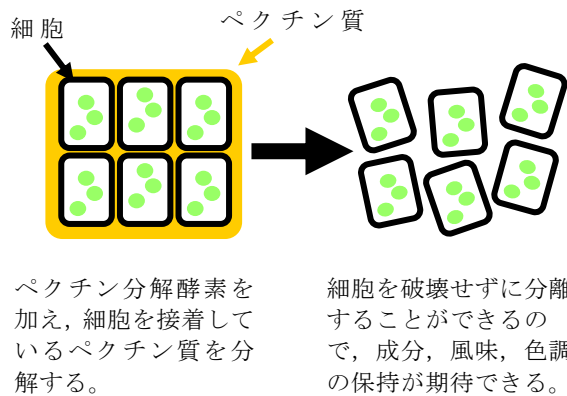 細胞
ペクチン質
ペクチン分解酵素を
加え，細胞を接着して
いるペクチン質を分
解する。
細胞を破壊せずに分離
することができるの
で，成分，風味，色調
の保持が期待できる。